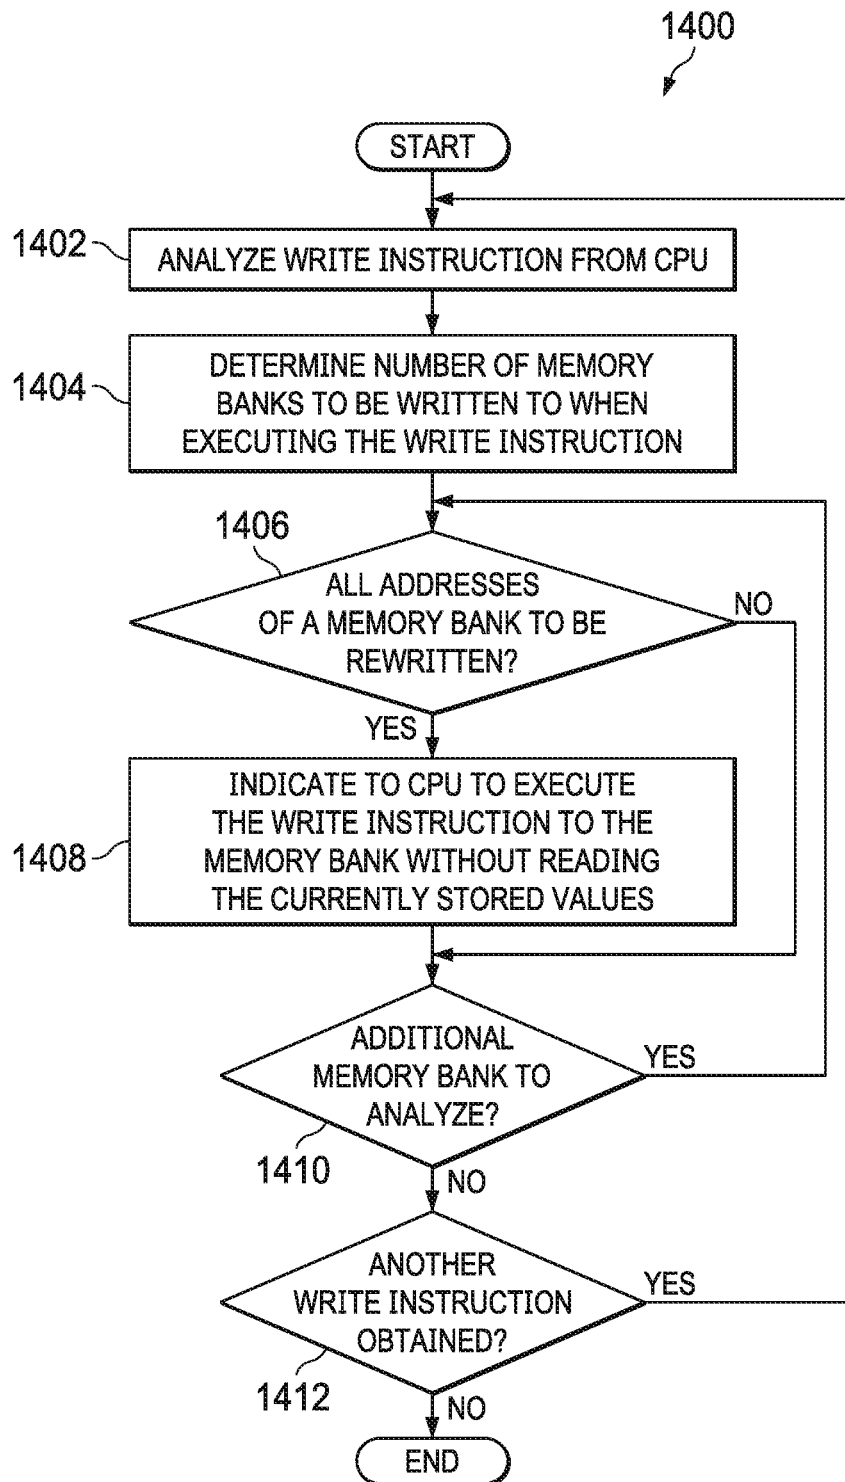 1400
START
1402
ANALYZE WRITE INSTRUCTION FROM CPU
1404
DETERMINE NUMBER OF MEMORY
BANKS TO BE WRITTEN TO WHEN
EXECUTING THE WRITE INSTRUCTION
1406
ALL ADDRESSES
OF A MEMORY BANK TO BE
REWRITTEN?
NO
YES
1408
INDICATE TO CPU TO EXECUTE
THE WRITE INSTRUCTION TO THE
MEMORY BANK WITHOUT READING
THE CURRENTLY STORED VALUES
ADDITIONAL
MEMORY BANK TO
ANALYZE?
YES
1410
NO
ANOTHER
WRITE INSTRUCTION
OBTAINED?
YES
1412
NO
END